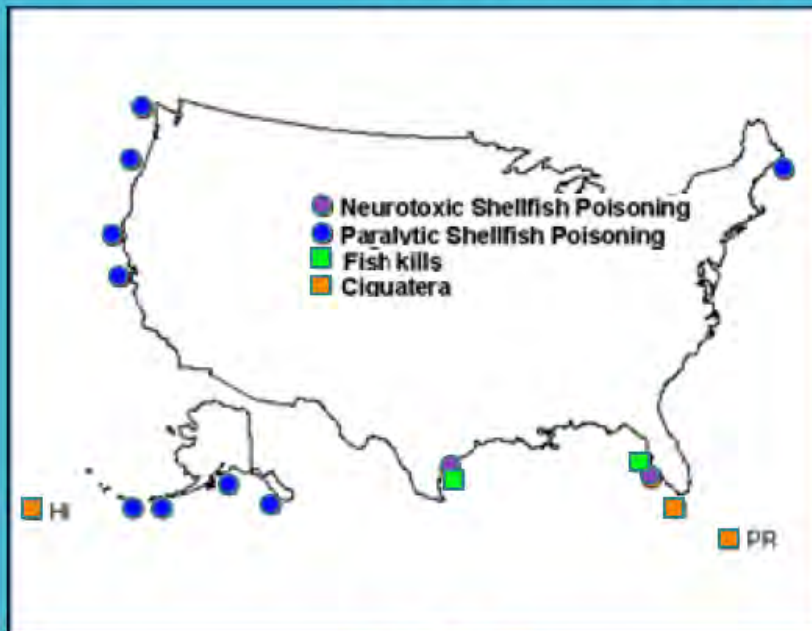 Neurotoxic Shellfish Poisoning
Paralytic Shellfish Poisoning
Fish kills
Ciguatera
HI
PR